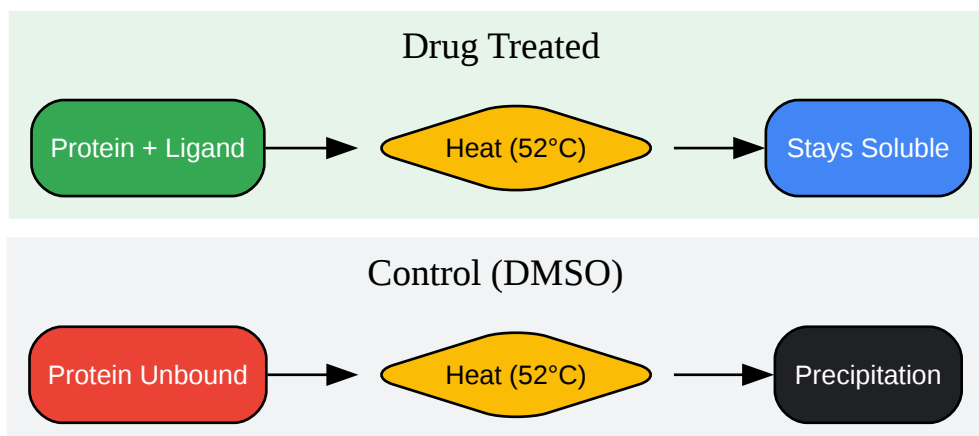 Drug Treated
Protein + Ligand
Heat (52°C)
Stays Soluble
Control (DMSO)
Protein Unbound
Heat (52°C)
Precipitation